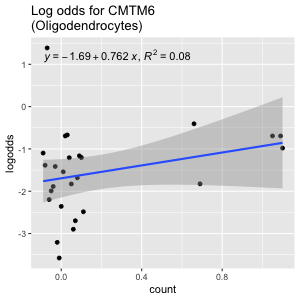 Log odds for CMTM6
(Oligodendrocytes)
y = −1.69 + 0.762 x, R² = 0.08
1
0
-1
-2
-3
logodds
0.0 0.4 0.8
count